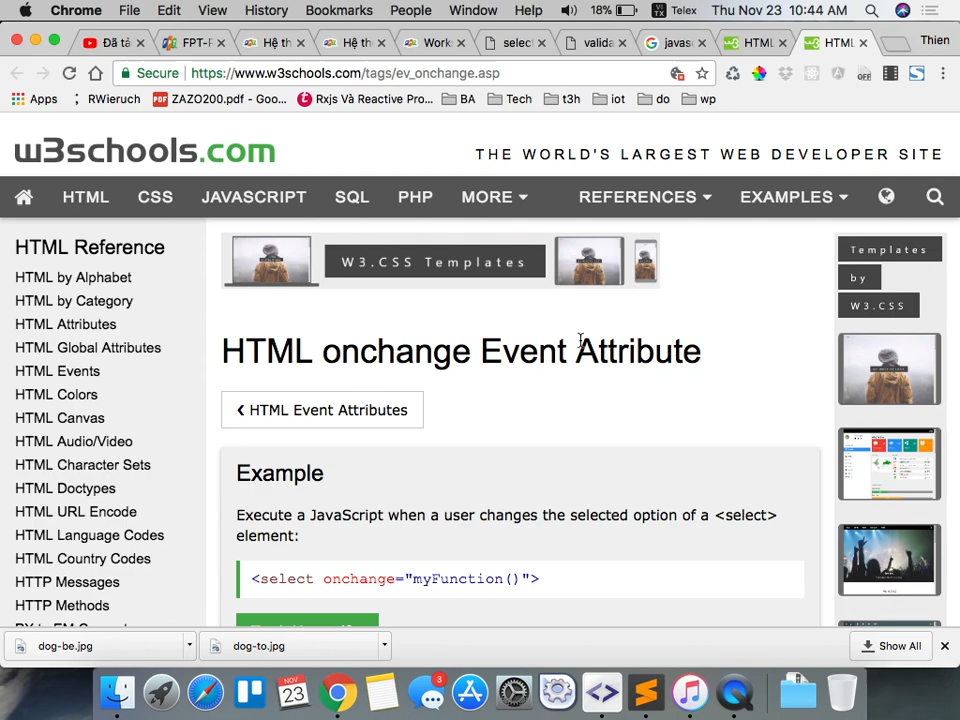 Chrome File Edit View History Bookmarks People Window Help 18% VI TX Telex Thu Nov 23 10:44 AM
Đã tả FPT-F Hệ th Hệ th Work select valida javas HTML HTML Thien
Secure https://www.w3schools.com/tags/ev_onchange.asp
Apps RWieruch ZAZO200.pdf - Goo... Rxjs Và Reactive Pro... BA Tech t3h iot do wp
w3schools.com
THE WORLD'S LARGEST WEB DEVELOPER SITE
HTML CSS JAVASCRIPT SQL PHP MORE REFERENCES EXAMPLES
HTML Reference
HTML by Alphabet
HTML by Category
HTML Attributes
HTML Global Attributes
HTML Events
HTML Colors
HTML Canvas
HTML Audio/Video
HTML Character Sets
HTML Doctypes
HTML URL Encode
HTML Language Codes
HTML Country Codes
HTTP Messages
HTTP Methods
W3.CSS Templates
HTML onchange Event Attribute
❮ HTML Event Attributes
Example
Execute a JavaScript when a user changes the selected option of a <select>
element:
<select onchange="myFunction()">
Templates
by
W3.CSS
dog-be.jpg dog-to.jpg Show All
NOV
23
3